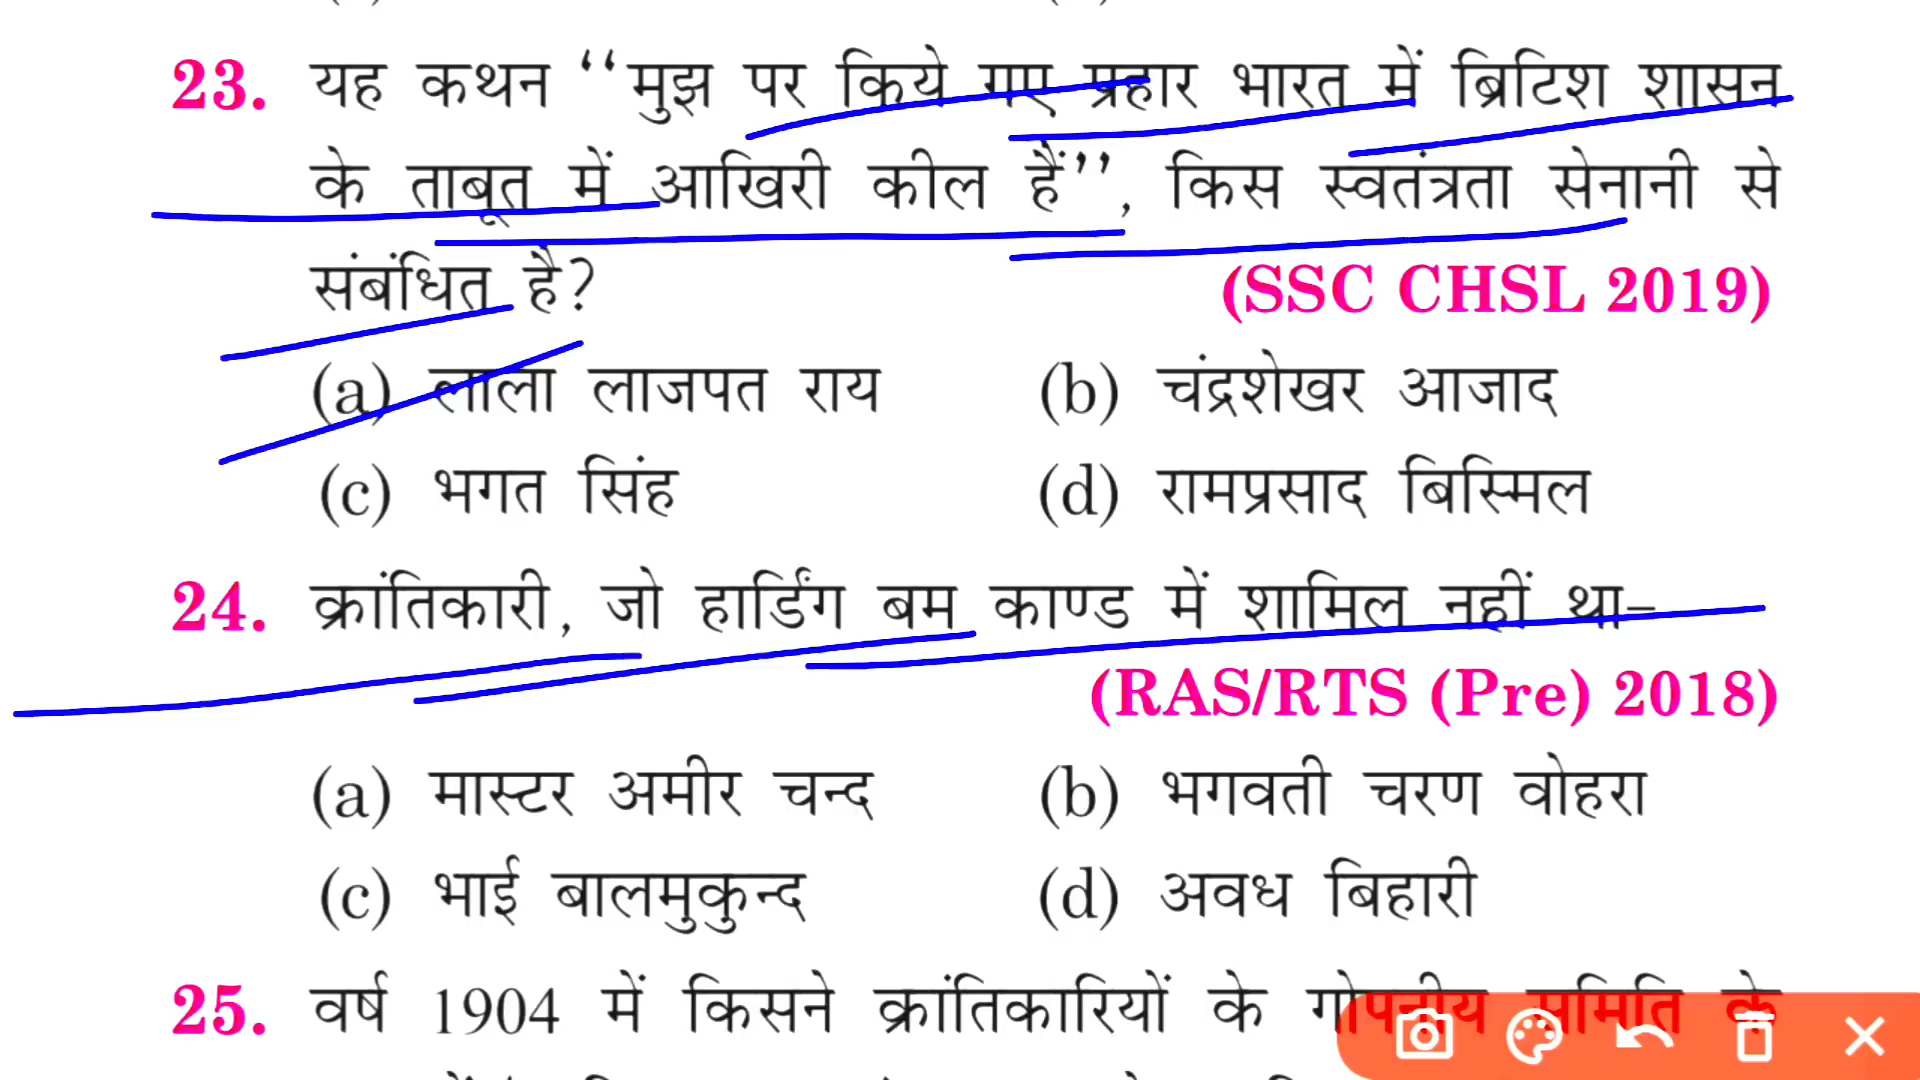 23. यह कथन ‘‘मुझ पर किये गए प्रहार भारत में ब्रिटिश शासन
के ताबूत में आखिरी कील हैं’’, किस स्वतंत्रता सेनानी से
संबंधित है? (SSC CHSL 2019)
(a) लाला लाजपत राय (b) चंद्रशेखर आजाद
(c) भगत सिंह (d) रामप्रसाद बिस्मिल
24. क्रांतिकारी, जो हार्डिंग बम काण्ड में शामिल नहीं था–
(RAS/RTS (Pre) 2018)
(a) मास्टर अमीर चन्द (b) भगवती चरण वोहरा
(c) भाई बालमुकुन्द (d) अवध बिहारी
25. वर्ष 1904 में किसने क्रांतिकारियों के गोपनीय समिति के